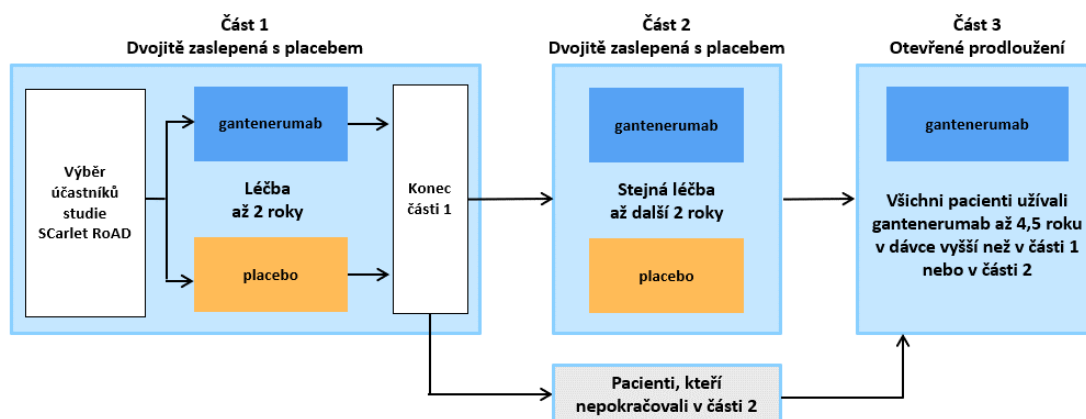 Část 1
Dvojitě zaslepená s placebem
Výběr
účastníků
studie
SCarlet RoAD
gantenerumab
Léčba
až 2 roky
placebo
Konec
části 1
Část 2
Dvojitě zaslepená s placebem
gantenerumab
Stejná léčba
až další 2 roky
placebo
Část 3
Otevřené prodloužení
gantenerumab
Všichni pacienti užívali
gantenerumab až 4,5 roku
v dávce vyšší než v části 1
nebo v části 2
Pacienti, kteří
nepokračovali v části 2